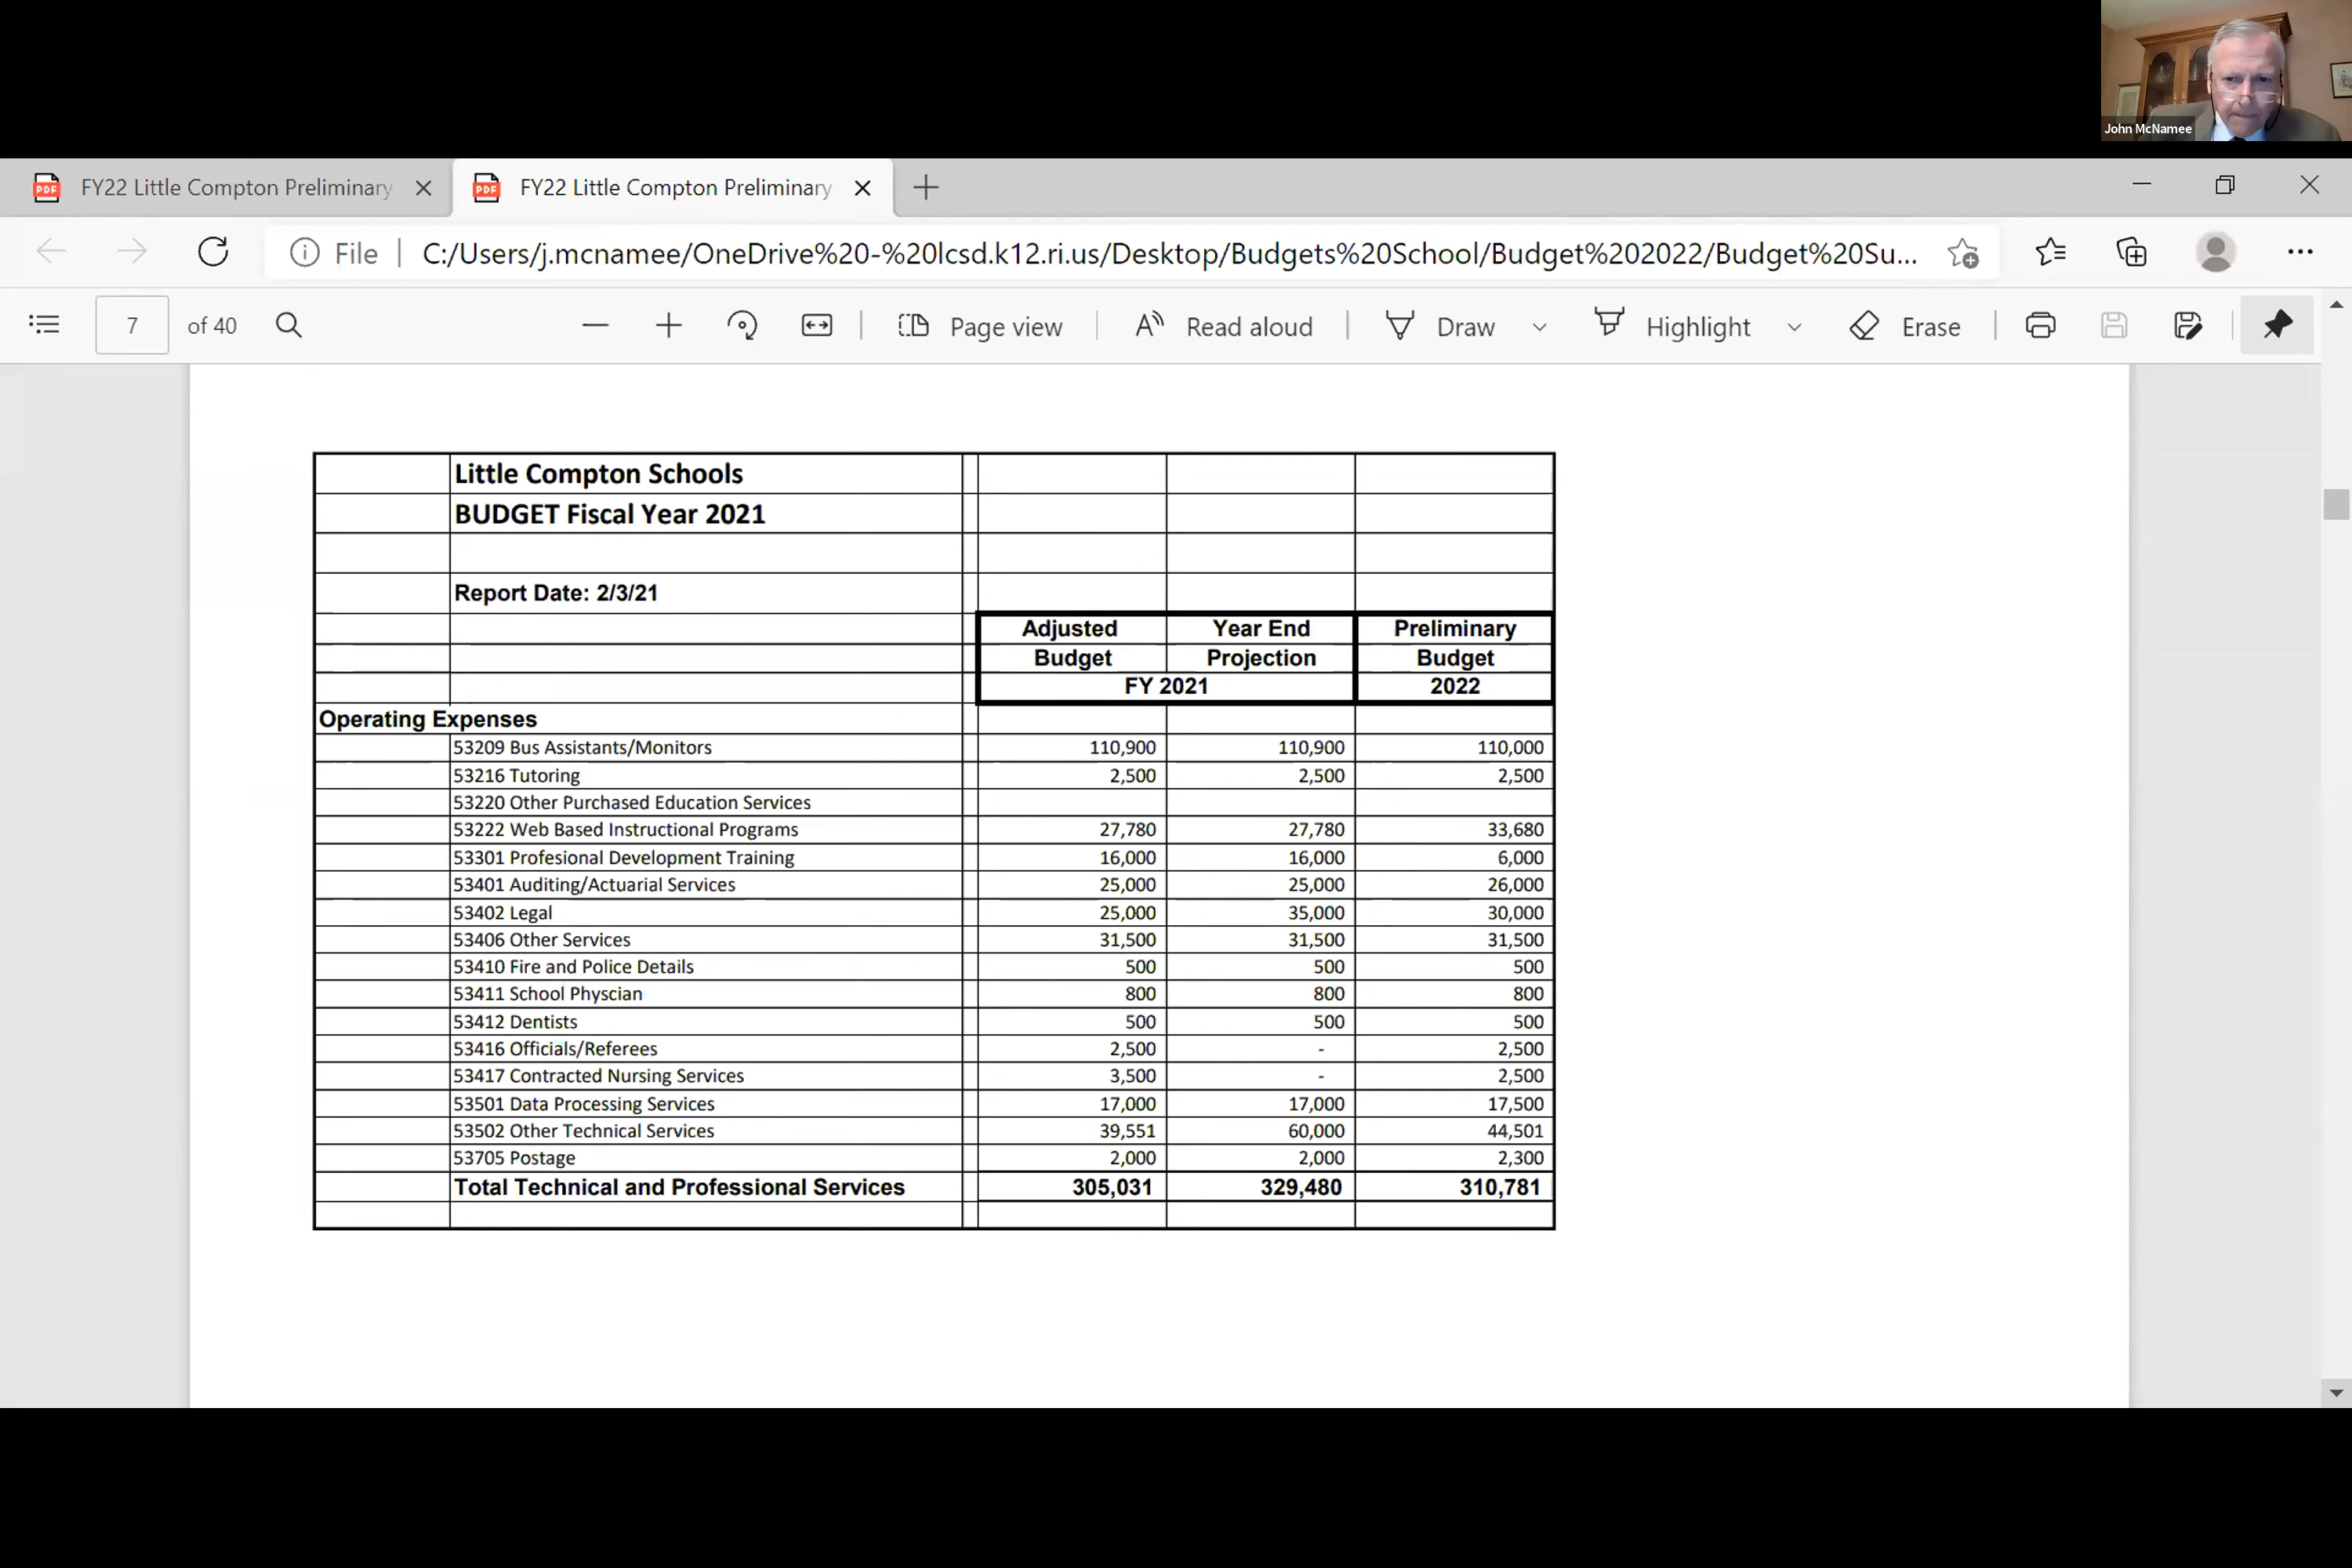 John McNamee
FY22 Little Compton Preliminary
FY22 Little Compton Preliminary
File C:/Users/j.mcnamee/OneDrive%20-%20lcsd.k12.ri.us/Desktop/Budgets%20School/Budget%202022/Budget%20Su...
7 of 40 Page view Read aloud Draw Highlight Erase
Little Compton Schools
BUDGET Fiscal Year 2021
Report Date: 2/3/21
Adjusted Year End Preliminary
Budget Projection Budget
FY 2021 2022
Operating Expenses
53209 Bus Assistants/Monitors 110,900 110,900 110,000
53216 Tutoring 2,500 2,500 2,500
53220 Other Purchased Education Services
53222 Web Based Instructional Programs 27,780 27,780 33,680
53301 Profesional Development Training 16,000 16,000 6,000
53401 Auditing/Actuarial Services 25,000 25,000 26,000
53402 Legal 25,000 35,000 30,000
53406 Other Services 31,500 31,500 31,500
53410 Fire and Police Details 500 500 500
53411 School Physcian 800 800 800
53412 Dentists 500 500 500
53416 Officials/Referees 2,500 - 2,500
53417 Contracted Nursing Services 3,500 - 2,500
53501 Data Processing Services 17,000 17,000 17,500
53502 Other Technical Services 39,551 60,000 44,501
53705 Postage 2,000 2,000 2,300
Total Technical and Professional Services 305,031 329,480 310,781